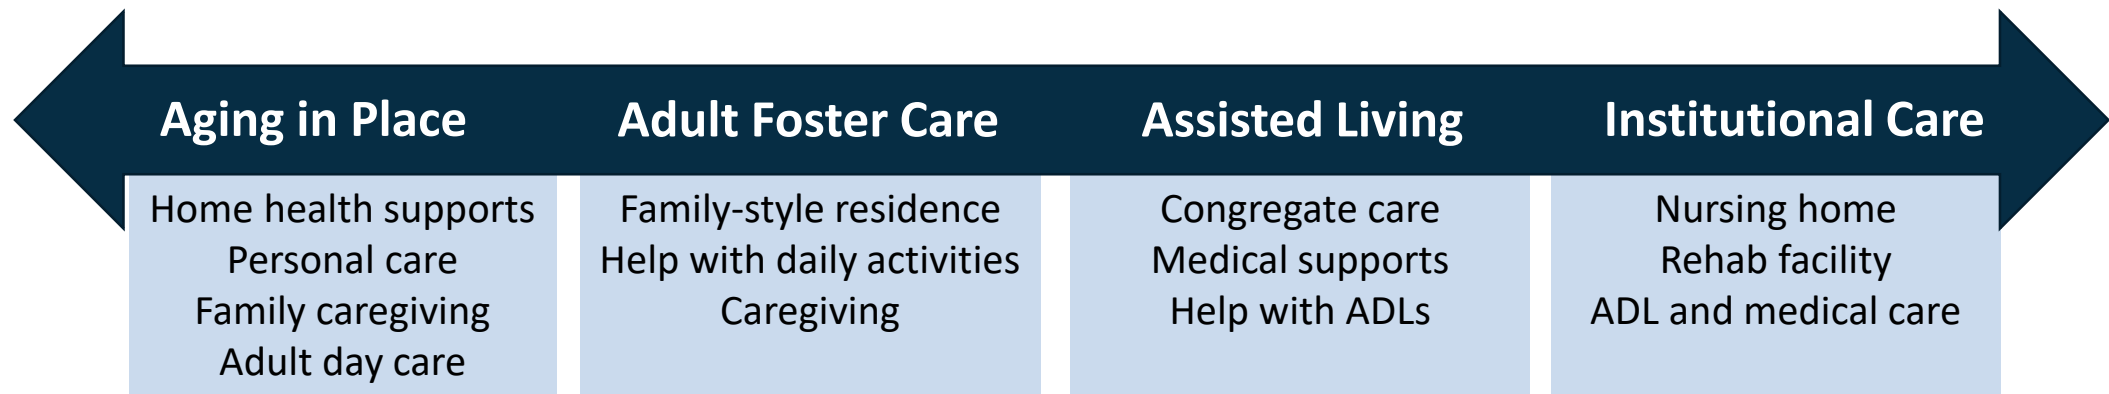 Aging in Place
Adult Foster Care
Assisted Living
Institutional Care
Home health supports
Personal care
Family caregiving
Adult day care
Family-style residence
Help with daily activities
Caregiving
Congregate care
Medical supports
Help with ADLs
Nursing home
Rehab facility
ADL and medical care